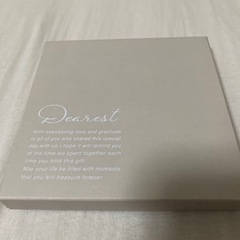 Dearest
With everlasting love and gratitude
to all of you who shared this special
day with us I hope it will remind you
of the time we spent together each
time you hold this gift
May your life be filled with moments
that you will treasure forever.